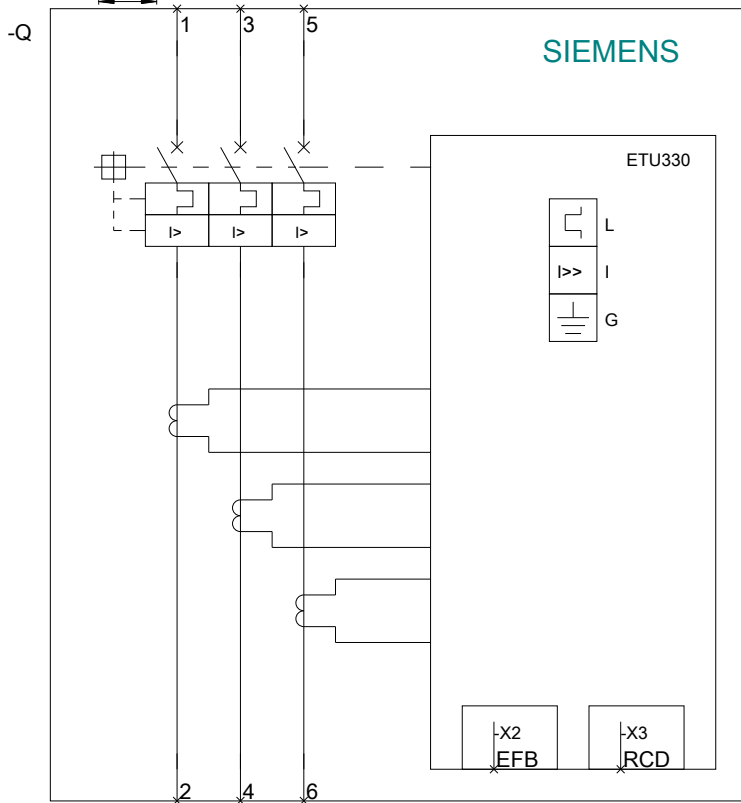 -Q
1 3 5
SIEMENS
ETU330
L
I> I> I>
I>> I
G
-X2 -X3
EFB RCD
2 4 6